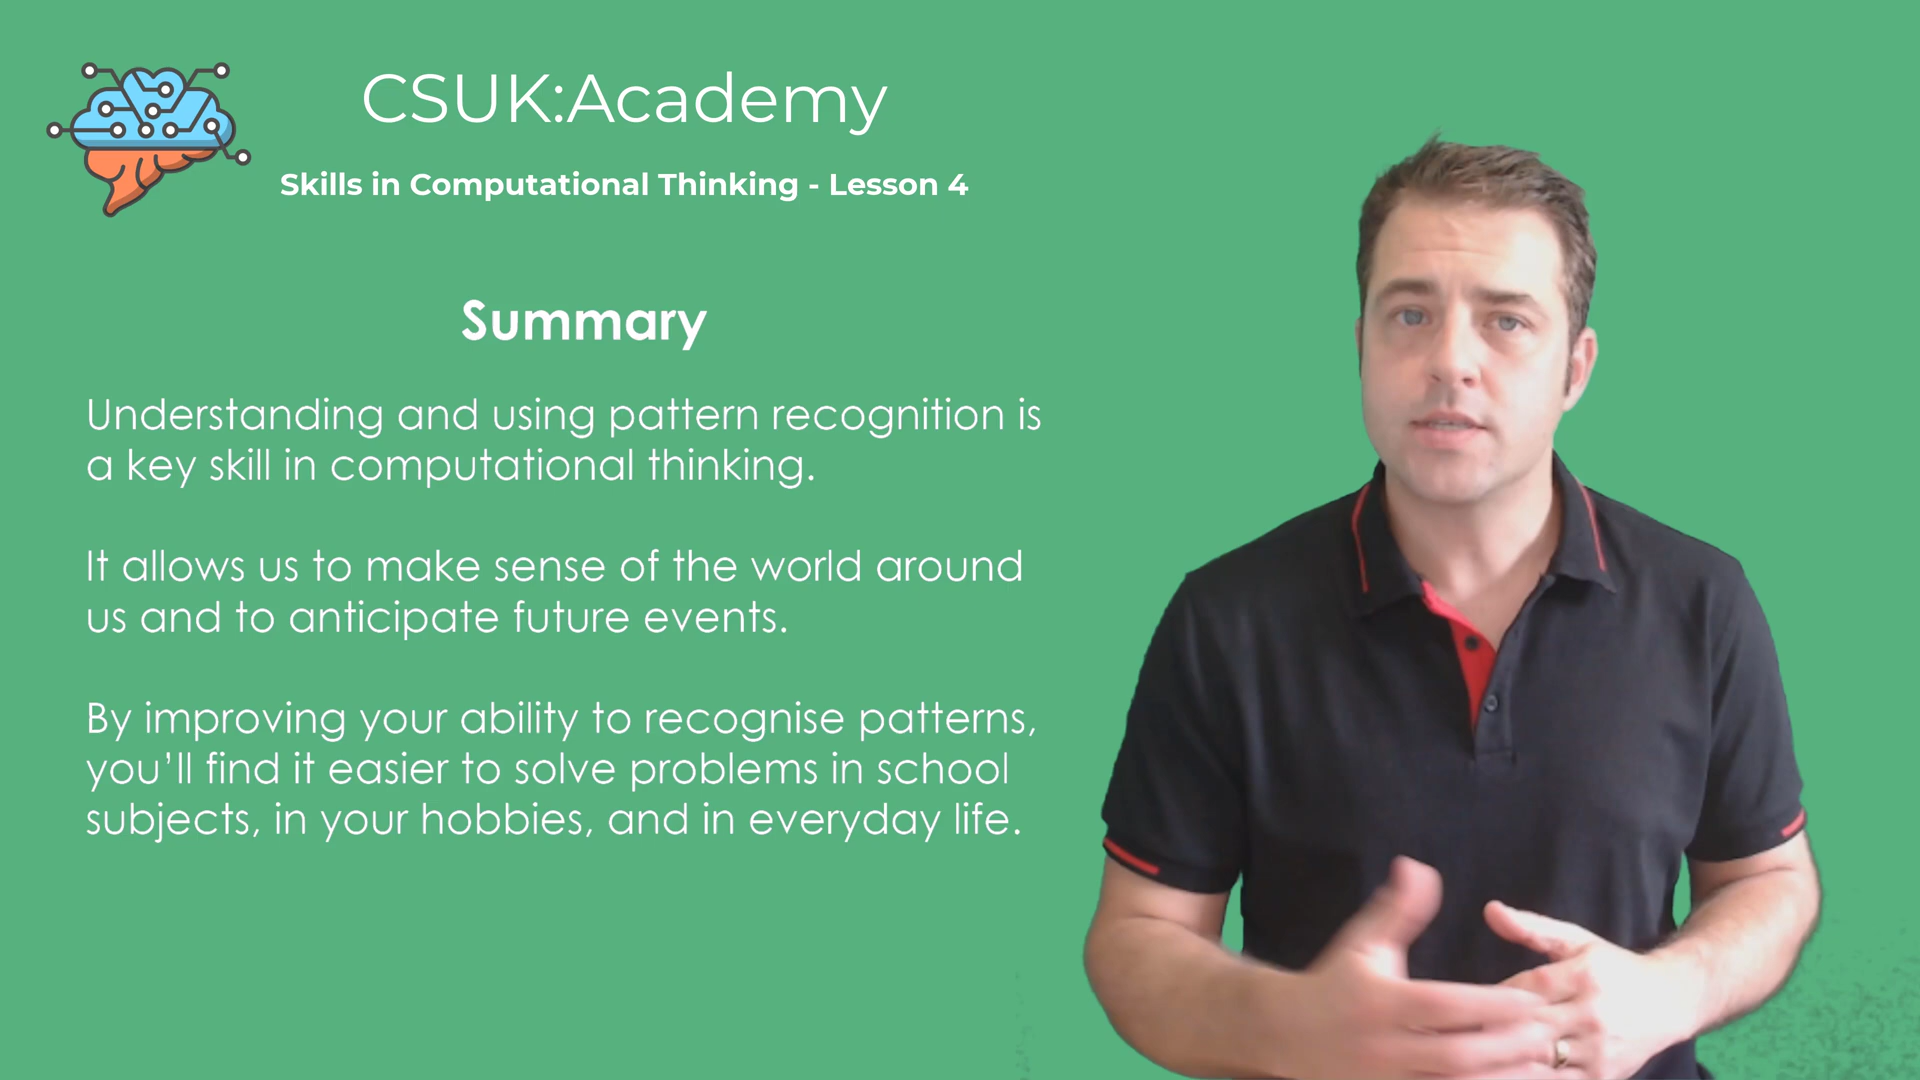 CSUK:Academy
Skills in Computational Thinking - Lesson 4
Summary
Understanding and using pattern recognition is
a key skill in computational thinking.
It allows us to make sense of the world around
us and to anticipate future events.
By improving your ability to recognise patterns,
you’ll find it easier to solve problems in school
subjects, in your hobbies, and in everyday life.